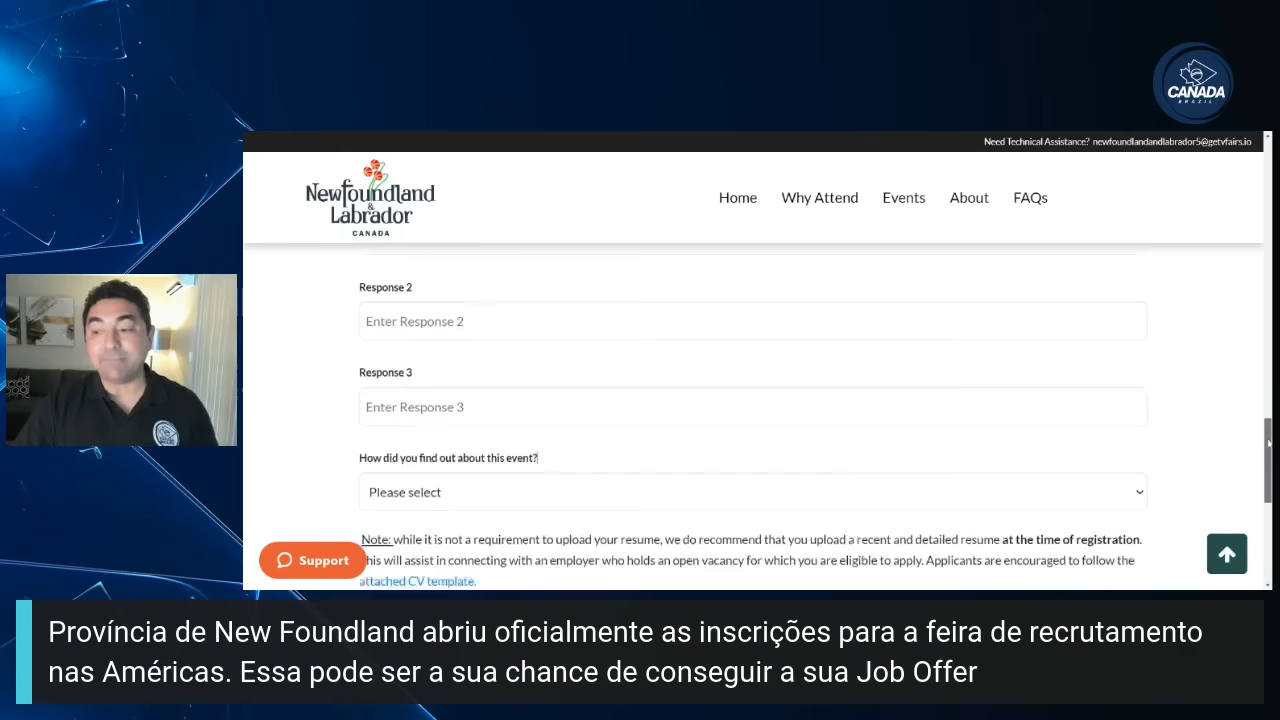 CANADA
BRAZIL
Need Technical Assistance? newfoundlandandlabrador5@getvfairs.io
Newfoundland
&
Labrador
CANADA
Home Why Attend Events About FAQs
Response 2
Enter Response 2
Response 3
Enter Response 3
How did you find out about this event?
Please select
Note: while it is not a requirement to upload your resume, we do recommend that you upload a recent and detailed resume at the time of registration.
This will assist in connecting with an employer who holds an open vacancy for which you are eligible to apply. Applicants are encouraged to follow the
attached CV template.
Support
Província de New Foundland abriu oficialmente as inscrições para a feira de recrutamento
nas Américas. Essa pode ser a sua chance de conseguir a sua Job Offer